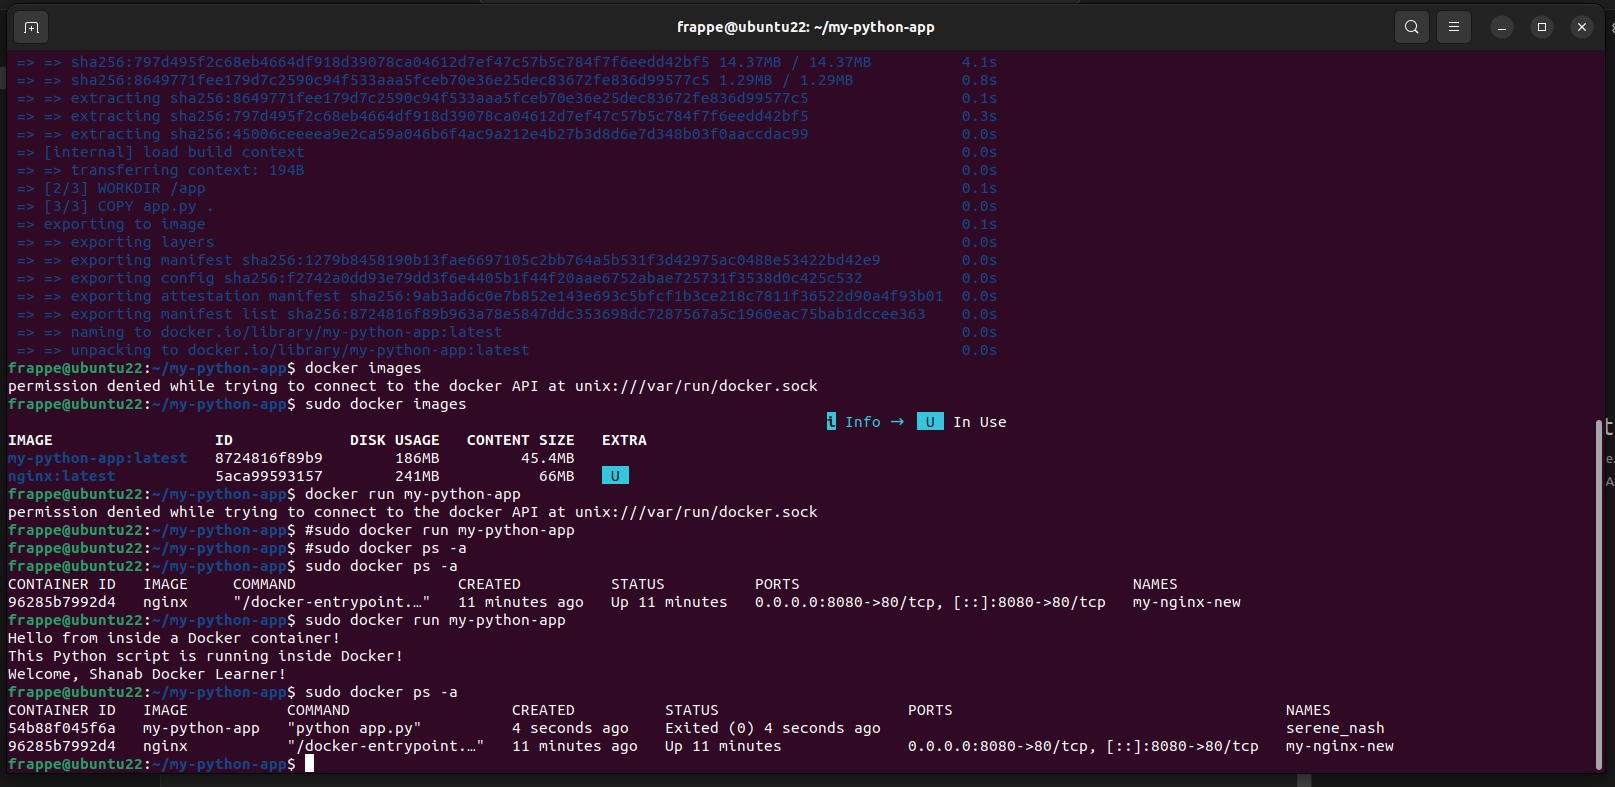 frappe@ubuntu22: ~/my-python-app
=> => sha256:797d495f2c68eb4664df918d39078ca04612d7ef47c57b5c784f7f6eedd42bf5 14.37MB / 14.37MB 4.1s
=> => sha256:8649771fee179d7c2590c94f533aaa5fceb70e36e25dec83672fe836d99577c5 1.29MB / 1.29MB 0.8s
=> => extracting sha256:8649771fee179d7c2590c94f533aaa5fceb70e36e25dec83672fe836d99577c5 0.1s
=> => extracting sha256:797d495f2c68eb4664df918d39078ca04612d7ef47c57b5c784f7f6eedd42bf5 0.3s
=> => extracting sha256:45006ceeeea9e2ca59a046b6f4ac9a212e4b27b3d8d6e7d348b03f0aaccdac99 0.0s
=> [internal] load build context 0.0s
=> => transferring context: 194B 0.0s
=> [2/3] WORKDIR /app 0.1s
=> [3/3] COPY app.py . 0.0s
=> exporting to image 0.1s
=> => exporting layers 0.0s
=> => exporting manifest sha256:1279b8458190b13fae6697105c2bb764a5b531f3d42975ac0488e53422bd42e9 0.0s
=> => exporting config sha256:f2742a0dd93e79dd3f6e4405b1f44f20aae6752abae725731f3538d0c425c532 0.0s
=> => exporting attestation manifest sha256:9ab3ad6c0e7b852e143e693c5bfcf1b3ce218c7811f36522d90a4f93b01 0.0s
=> => exporting manifest list sha256:8724816f89b963a78e5847ddc353698dc7287567a5c1960eac75bab1dccee363 0.0s
=> => naming to docker.io/library/my-python-app:latest 0.0s
=> => unpacking to docker.io/library/my-python-app:latest 0.0s
frappe@ubuntu22:~/my-python-app$ docker images
permission denied while trying to connect to the docker API at unix:///var/run/docker.sock
frappe@ubuntu22:~/my-python-app$ sudo docker images
i Info → U In Use
IMAGE ID DISK USAGE CONTENT SIZE EXTRA
my-python-app:latest 8724816f89b9 186MB 45.4MB
nginx:latest 5aca99593157 241MB 66MB U
frappe@ubuntu22:~/my-python-app$ docker run my-python-app
permission denied while trying to connect to the docker API at unix:///var/run/docker.sock
frappe@ubuntu22:~/my-python-app$ #sudo docker run my-python-app
frappe@ubuntu22:~/my-python-app$ #sudo docker ps -a
frappe@ubuntu22:~/my-python-app$ sudo docker ps -a
CONTAINER ID IMAGE COMMAND CREATED STATUS PORTS NAMES
96285b7992d4 nginx "/docker-entrypoint.…" 11 minutes ago Up 11 minutes 0.0.0.0:8080->80/tcp, [::]:8080->80/tcp my-nginx-new
frappe@ubuntu22:~/my-python-app$ sudo docker run my-python-app
Hello from inside a Docker container!
This Python script is running inside Docker!
Welcome, Shanab Docker Learner!
frappe@ubuntu22:~/my-python-app$ sudo docker ps -a
CONTAINER ID IMAGE COMMAND CREATED STATUS PORTS NAMES
54b88f045f6a my-python-app "python app.py" 4 seconds ago Exited (0) 4 seconds ago serene_nash
96285b7992d4 nginx "/docker-entrypoint.…" 11 minutes ago Up 11 minutes 0.0.0.0:8080->80/tcp, [::]:8080->80/tcp my-nginx-new
frappe@ubuntu22:~/my-python-app$